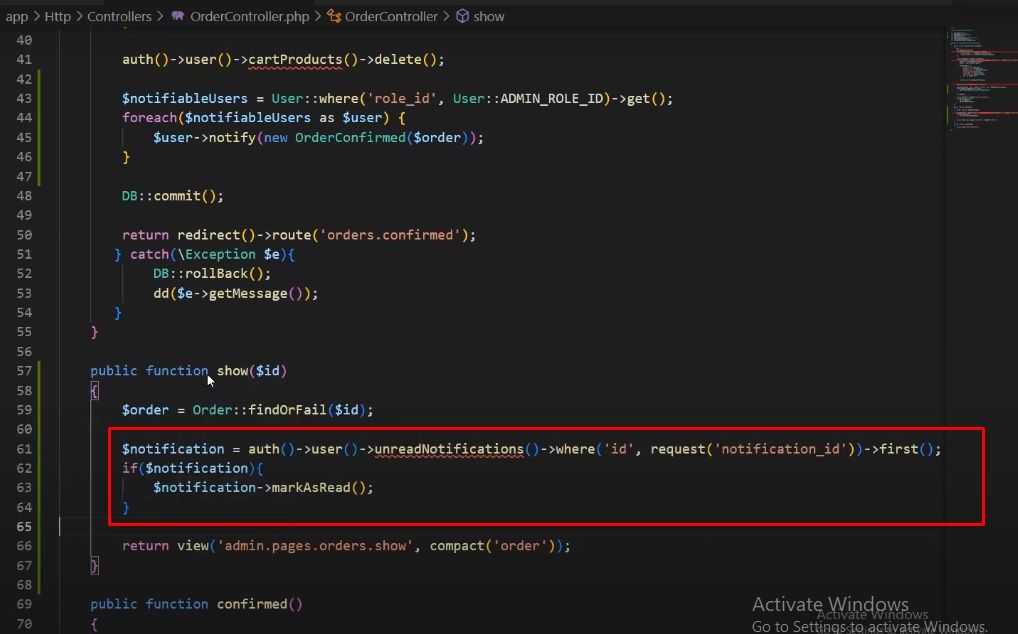 app > Http > Controllers > OrderController.php > OrderController > show
40
41 auth()->user()->cartProducts()->delete();
42
43 $notifiableUsers = User::where('role_id', User::ADMIN_ROLE_ID)->get();
44 foreach($notifiableUsers as $user) {
45 $user->notify(new OrderConfirmed($order));
46 }
47
48 DB::commit();
49
50 return redirect()->route('orders.confirmed');
51 } catch(\Exception $e){
52 DB::rollBack();
53 dd($e->getMessage());
54 }
55 }
56
57 public function show($id)
58 {
59 $order = Order::findOrFail($id);
60
61 $notification = auth()->user()->unreadNotifications()->where('id', request('notification_id'))->first();
62 if($notification){
63 $notification->markAsRead();
64 }
65
66 return view('admin.pages.orders.show', compact('order'));
67 }
68
69 public function confirmed()
70 {
Activate Windows
Activate Windows
Go to Settings to activate Windows.